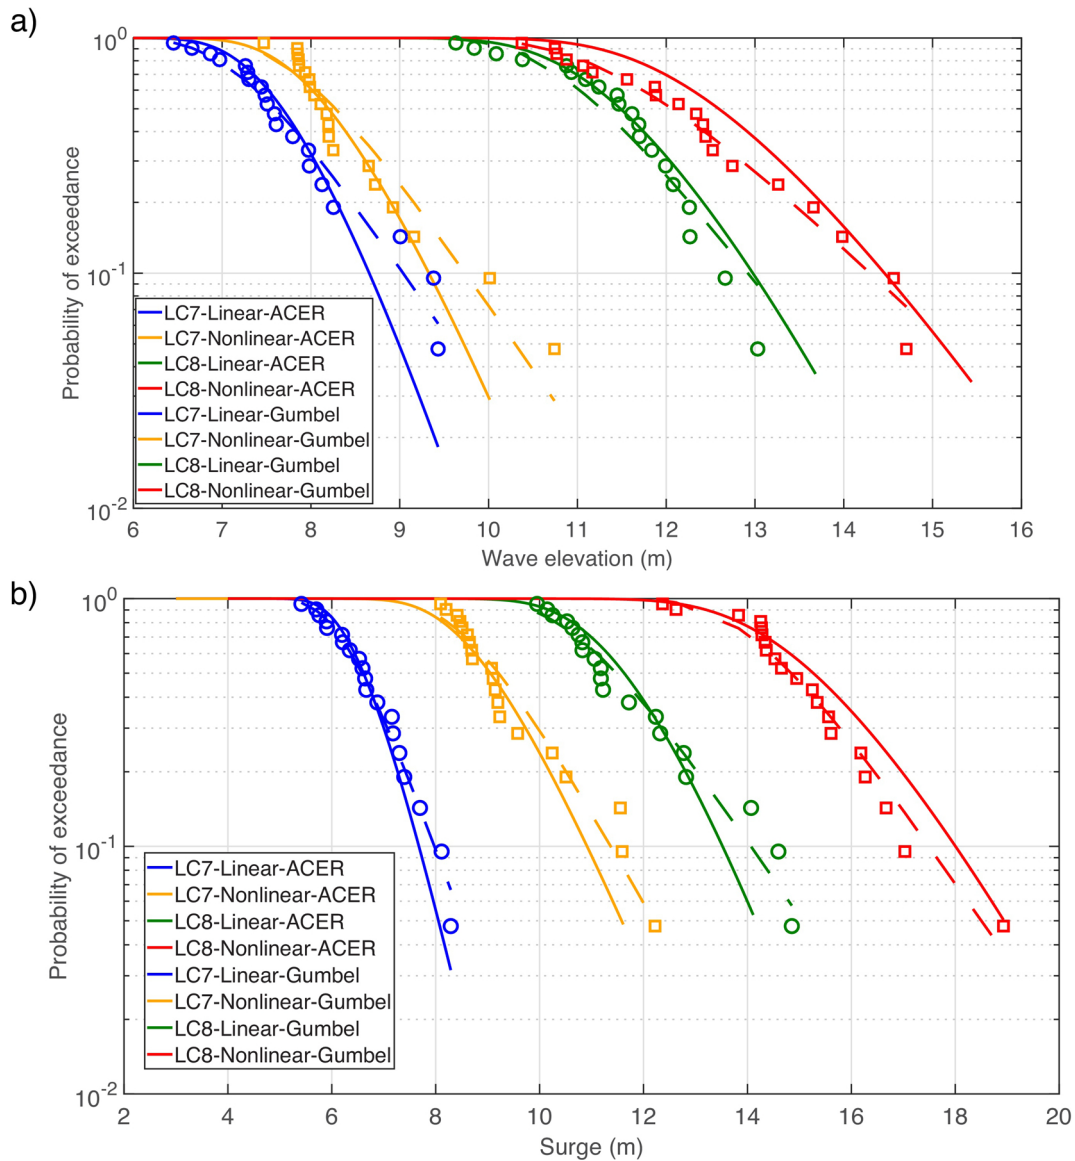 a)
10^0
10^-1
10^-2
Probability of exceedance
LC7-Linear-ACER
LC7-Nonlinear-ACER
LC8-Linear-ACER
LC8-Nonlinear-ACER
LC7-Linear-Gumbel
LC7-Nonlinear-Gumbel
LC8-Linear-Gumbel
LC8-Nonlinear-Gumbel
6 7 8 9 10 11 12 13 14 15 16
Wave elevation (m)
b)
10^0
10^-1
10^-2
Probability of exceedance
LC7-Linear-ACER
LC7-Nonlinear-ACER
LC8-Linear-ACER
LC8-Nonlinear-ACER
LC7-Linear-Gumbel
LC7-Nonlinear-Gumbel
LC8-Linear-Gumbel
LC8-Nonlinear-Gumbel
2 4 6 8 10 12 14 16 18 20
Surge (m)